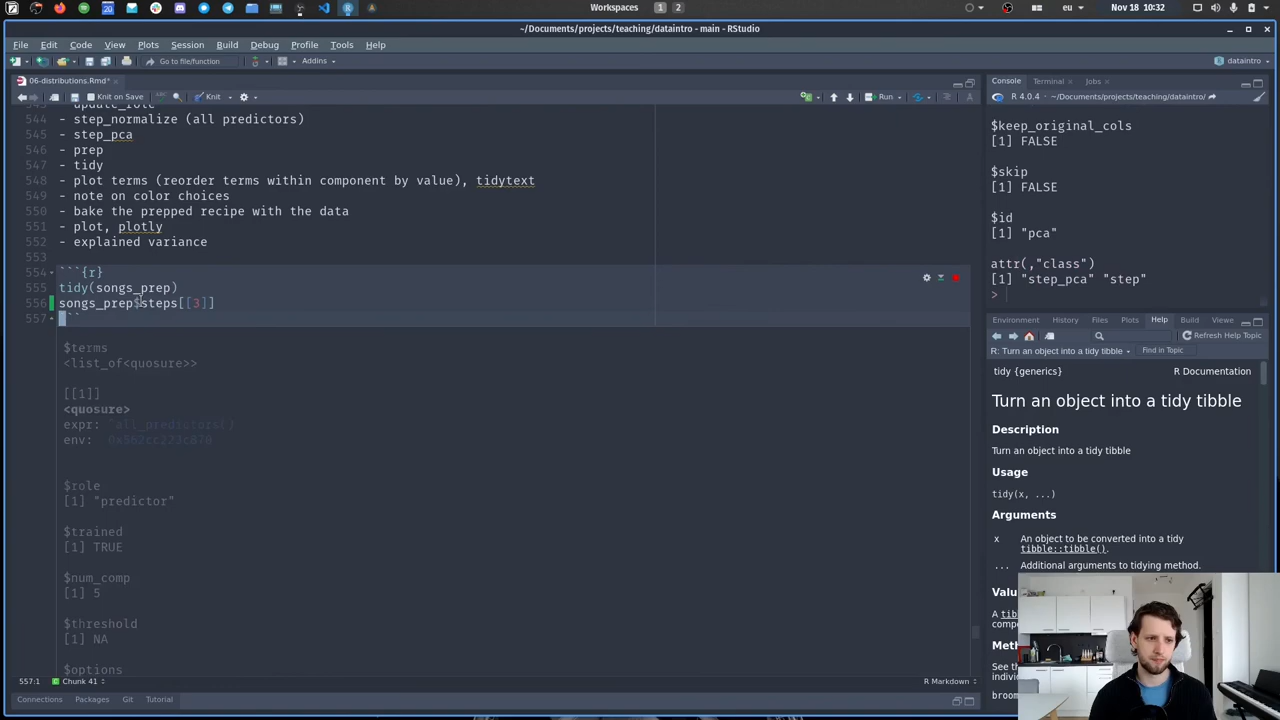 Workspaces 1 2
eu
Nov 18 10:32
~/Documents/projects/teaching/dataintro - main - RStudio
File Edit Code View Plots Session Build Debug Profile Tools Help
Go to file/function
Addins
dataintro
06-distributions.Rmd*
Knit on Save
Knit
Run
update_role
544 - step_normalize (all predictors)
545 - step_pca
546 - prep
547 - tidy
548 - plot terms (reorder terms within component by value), tidytext
549 - note on color choices
550 - bake the prepped recipe with the data
551 - plot, plotly
552 - explained variance
553
554 ```{r}
555 tidy(songs_prep)
556 songs_prep$steps[[3]]
557 ```
$terms
<list_of<quosure>>
[[1]]
<quosure>
expr: ^all_predictors()
$role
[1] "predictor"
$trained
[1] TRUE
$num_comp
[1] 5
$threshold
[1] NA
$options
557:1
Chunk 41
R Markdown
Connections Packages Git Tutorial
Console Terminal Jobs
R 4.0.4 · ~/Documents/projects/teaching/dataintro/
$keep_original_cols
[1] FALSE
$skip
[1] FALSE
$id
[1] "pca"
attr(,"class")
[1] "step_pca" "step"
>
Environment History Files Plots Help Build Viewer
Refresh Help Topic
R: Turn an object into a tidy tibble
Find in Topic
tidy {generics}
R Documentation
Turn an object into a tidy tibble
Description
Turn an object into a tidy tibble
Usage
tidy(x, ...)
Arguments
x An object to be converted into a tidy
tibble::tibble().
... Additional arguments to tidying method.